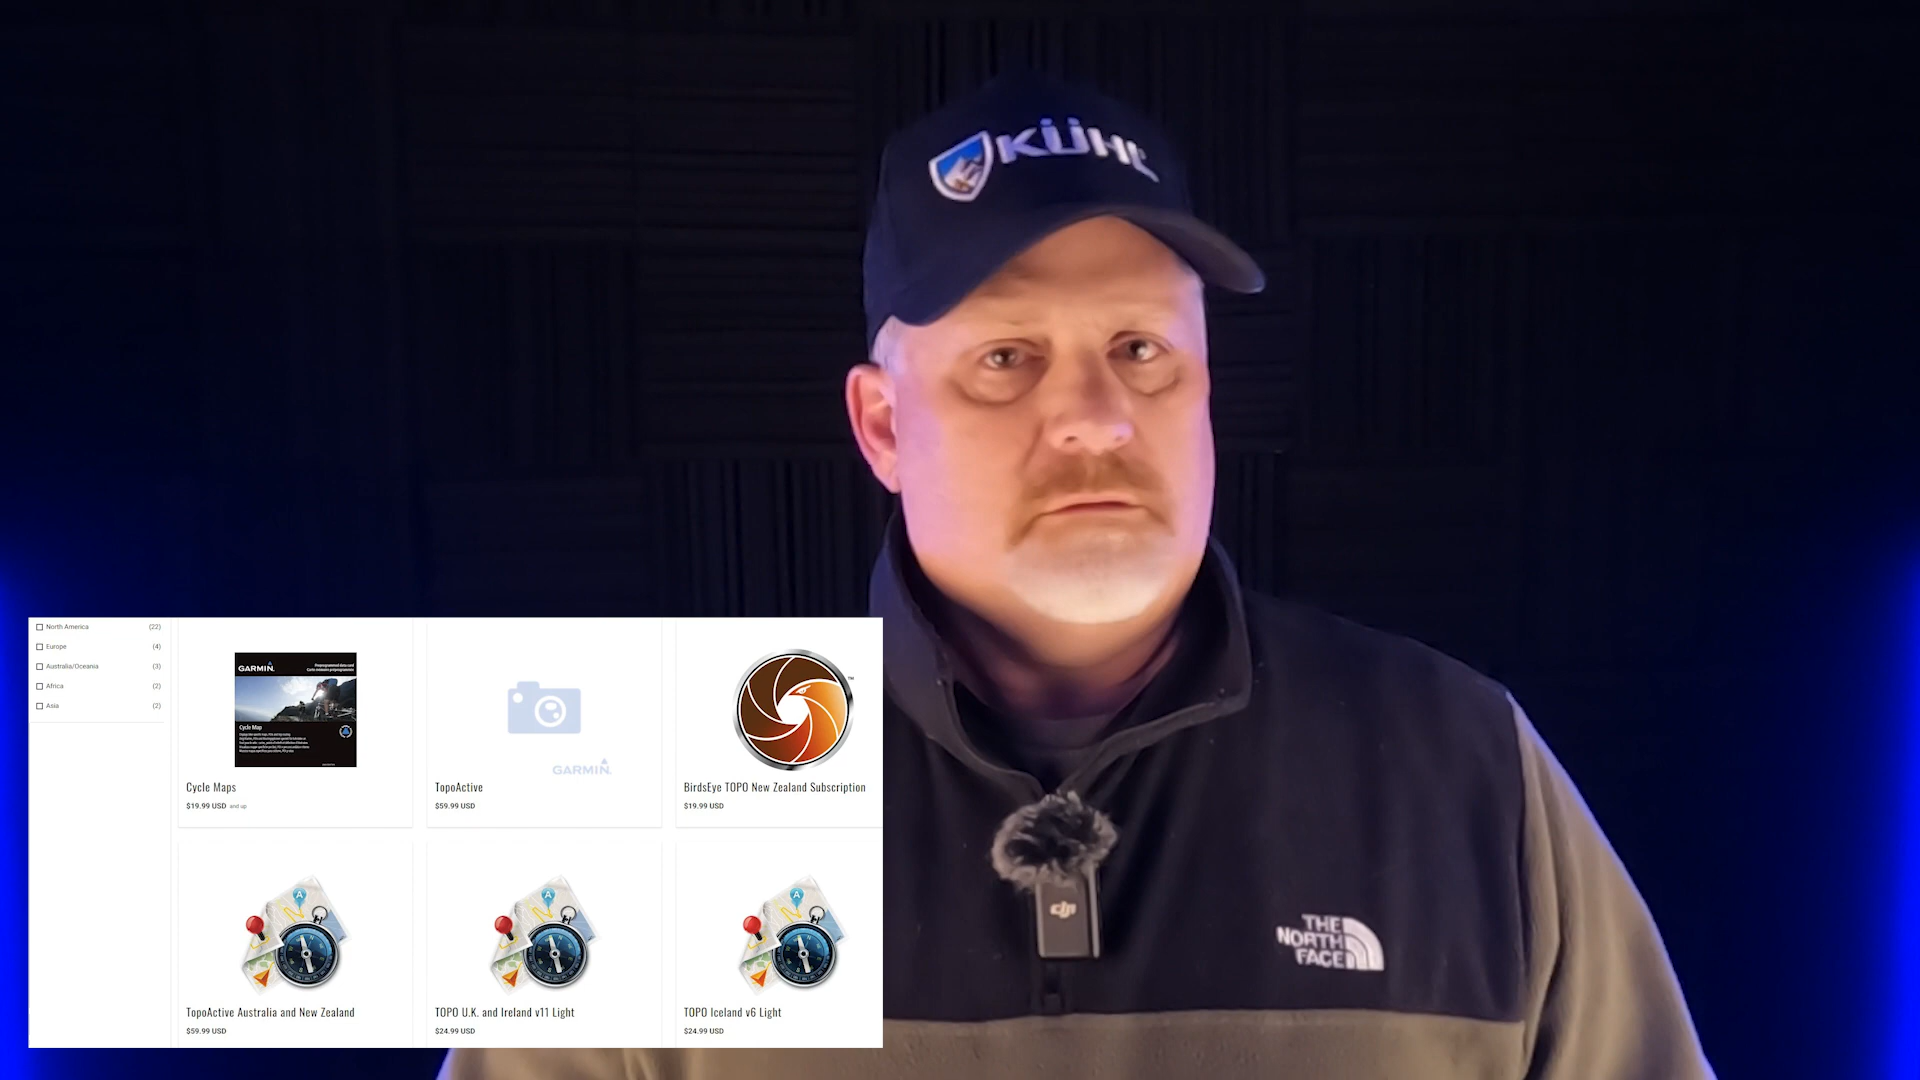 KÜHL
North America (22)
Europe (4)
Australia/Oceania (3)
Africa (2)
Asia (2)
GARMIN
Cycle Map
GARMIN
TM
Cycle Maps
$19.99 USD and up
TopoActive
$59.99 USD
BirdsEye TOPO New Zealand Subscription
$19.99 USD
A
A
A
TopoActive Australia and New Zealand
$59.99 USD
TOPO U.K. and Ireland v11 Light
$24.99 USD
TOPO Iceland v6 Light
$24.99 USD
dji
THE
NORTH
FACE